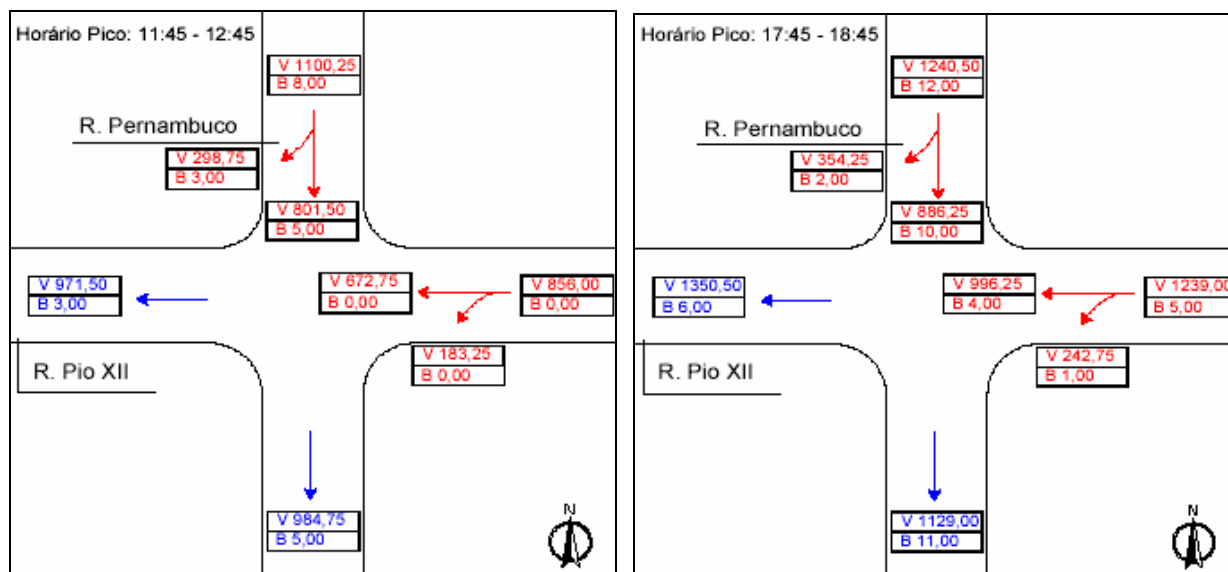 Horário Pico: 11:45 - 12:45
V 1100,25
B 8,00
R. Pernambuco
V 298,75
B 3,00
V 801,50
B 5,00
V 971,50
B 3,00
V 672,75
B 0,00
V 856,00
B 0,00
V 183,25
B 0,00
R. Pio XII
V 984,75
B 5,00
N
Horário Pico: 17:45 - 18:45
V 1240,50
B 12,00
R. Pernambuco
V 354,25
B 2,00
V 886,25
B 10,00
V 1350,50
B 6,00
V 996,25
B 4,00
V 1239,00
B 5,00
V 242,75
B 1,00
R. Pio XII
V 1129,00
B 11,00
N